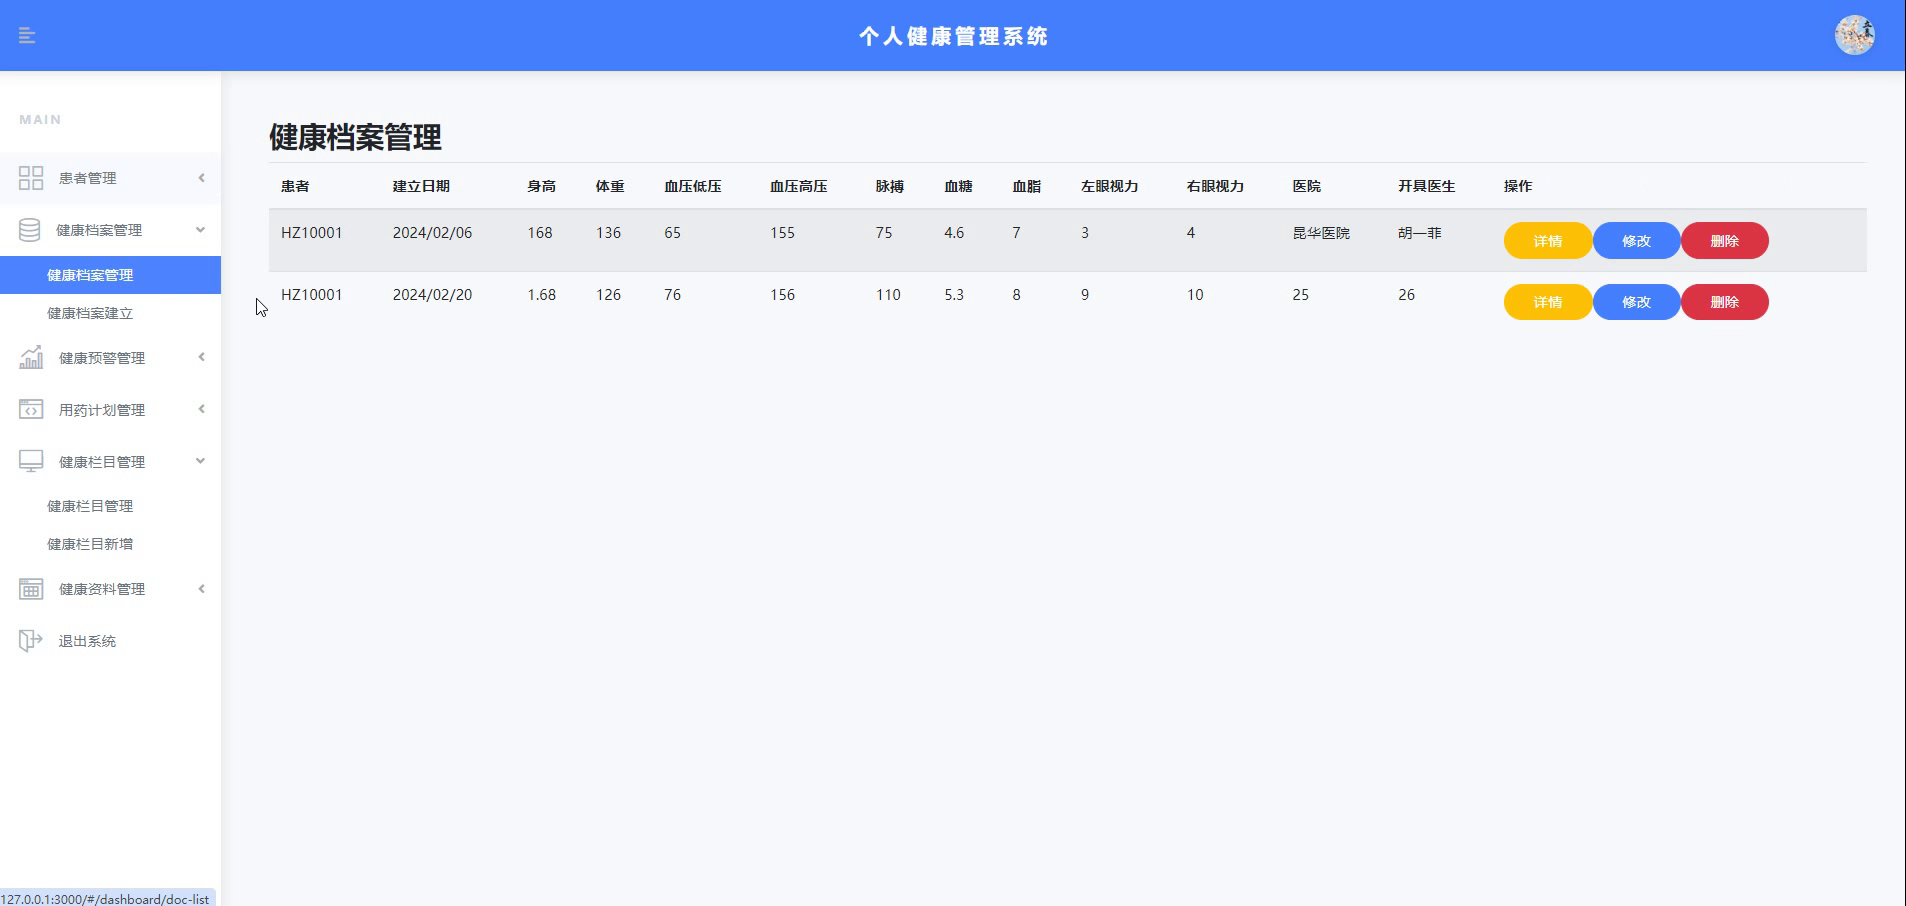 个人健康管理系统
MAIN
患者管理
健康档案管理
健康档案管理
健康档案建立
健康预警管理
用药计划管理
健康栏目管理
健康栏目管理
健康栏目新增
健康资料管理
退出系统
健康档案管理
患者 建立日期 身高 体重 血压低压 血压高压 脉搏 血糖 血脂 左眼视力 右眼视力 医院 开具医生 操作
HZ10001 2024/02/06 168 136 65 155 75 4.6 7 3 4 昆华医院 胡一菲 详情 修改 删除
HZ10001 2024/02/20 1.68 126 76 156 110 5.3 8 9 10 25 26 详情 修改 删除
127.0.0.1:3000/#/dashboard/doc-list